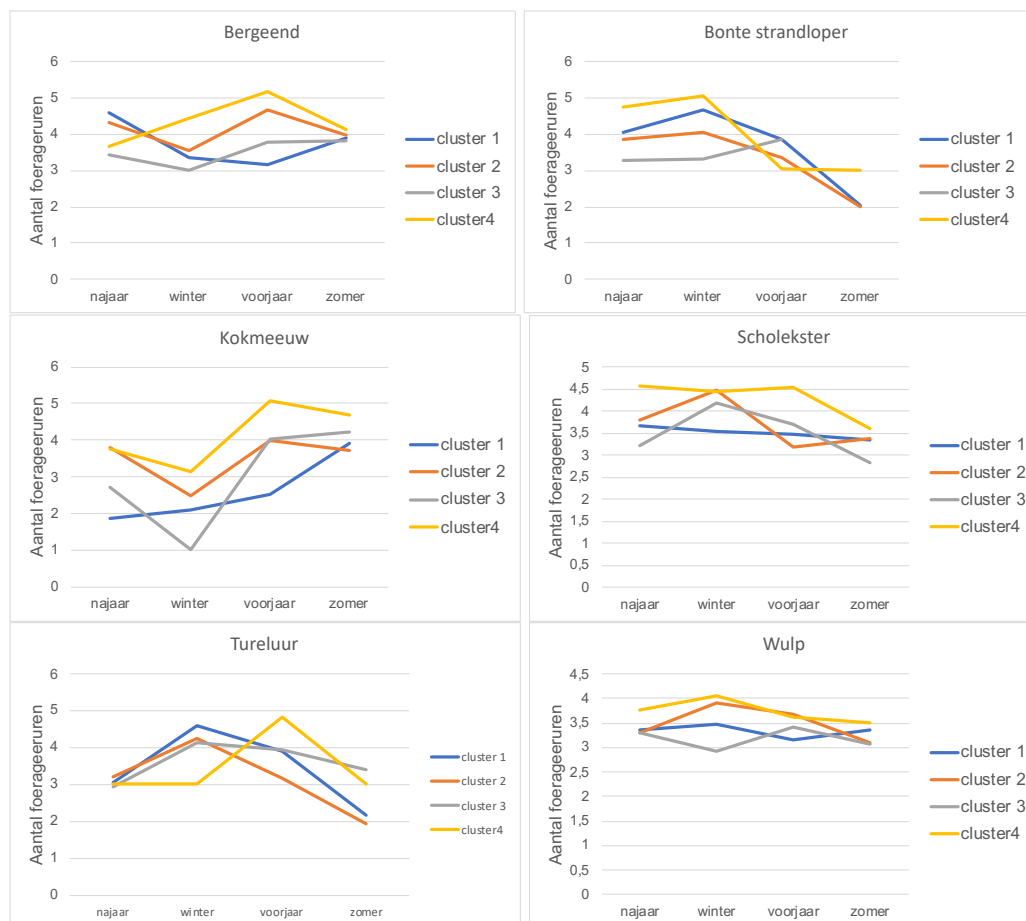 Bergeend
Aantal foerageeruren
6
5
4
3
2
1
0
najaar winter voorjaar zomer
cluster 1
cluster 2
cluster 3
cluster4
Bonte strandloper
Aantal foerageeruren
6
5
4
3
2
1
0
najaar winter voorjaar zomer
cluster 1
cluster 2
cluster 3
cluster4
Kokmeeuw
Aantal foerageeruren
6
5
4
3
2
1
0
najaar winter voorjaar zomer
cluster 1
cluster 2
cluster 3
cluster4
Scholekster
Aantal foerageeruren
5
4,5
4
3,5
3
2,5
2
1,5
1
0,5
0
najaar winter voorjaar zomer
cluster 1
cluster 2
cluster 3
cluster4
Tureluur
Aantal foerageeruren
6
5
4
3
2
1
0
najaar winter voorjaar zomer
cluster 1
cluster 2
cluster 3
cluster4
Wulp
Aantal foerageeruren
4,5
4
3,5
3
2,5
2
1,5
1
0,5
0
najaar winter voorjaar zomer
cluster 1
cluster 2
cluster 3
cluster4